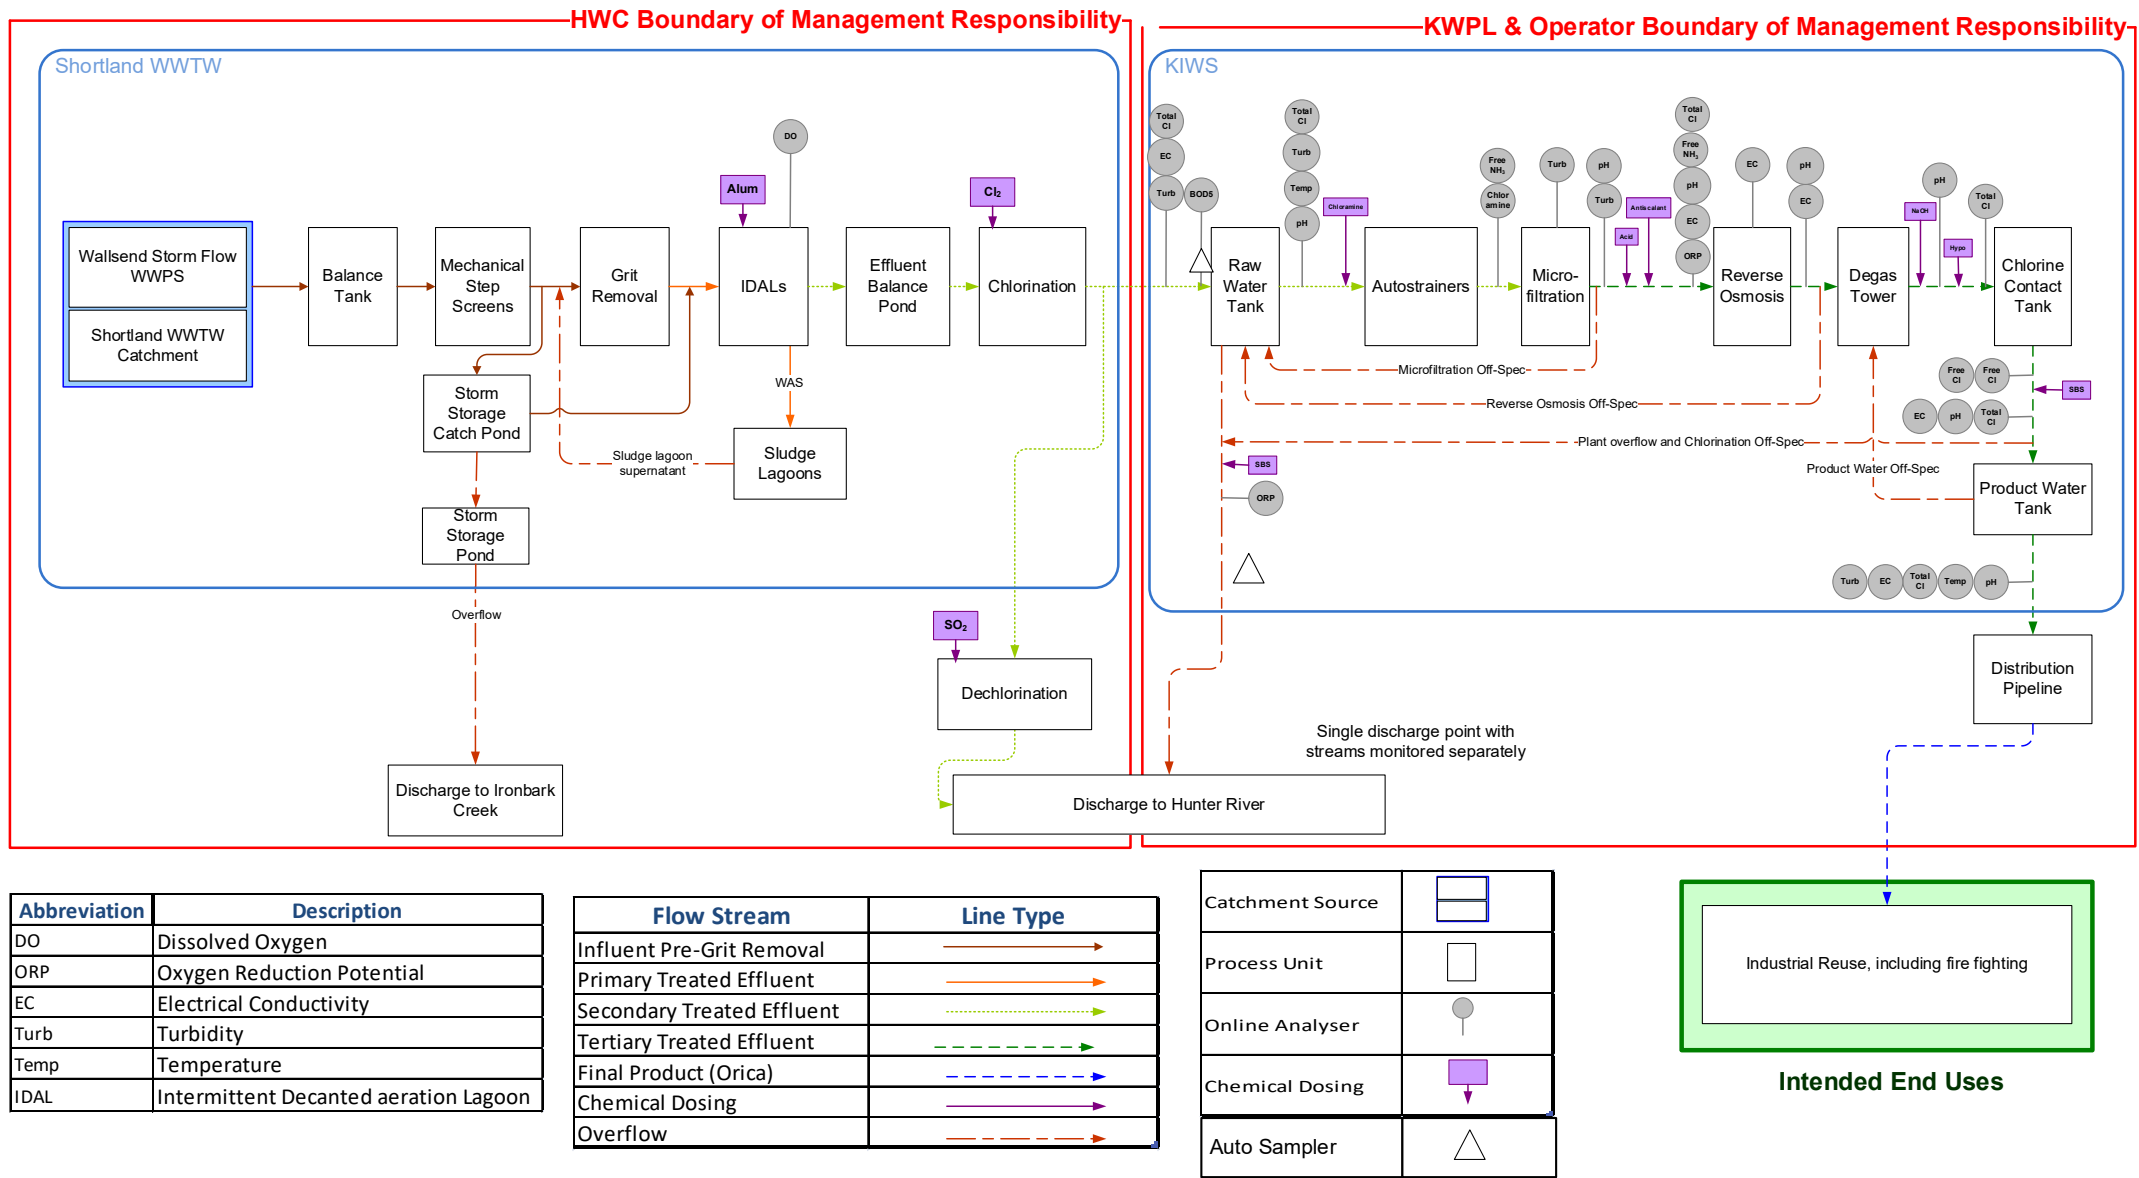 HWC Boundary of Management Responsibility
KWPL & Operator Boundary of Management Responsibility
Shortland WWTW
KIWS
Wallsend Storm Flow
WWPS
Shortland WWTW
Catchment
Balance
Tank
Mechanical
Step
Screens
Grit
Removal
Alum
DO
IDALs
Effluent
Balance
Pond
Cl₂
Chlorination
Storm
Storage
Catch Pond
WAS
Sludge
Lagoons
Sludge lagoon
supernatant
Storm
Storage
Pond
Overflow
Discharge to Ironbark
Creek
SO₂
Dechlorination
Discharge to Hunter River
Total
Cl
EC
Turb
BOD5
Raw
Water
Tank
Total
Cl
Turb
Temp
pH
Chloramine
Autostrainers
Free
NH₃
Chlor
amine
Turb
Micro-
filtration
pH
Turb
Acid
Antiscalant
Total
Cl
Free
NH₃
pH
EC
ORP
EC
Reverse
Osmosis
pH
EC
Degas
Tower
NaOH
pH
Hypo
Total
Cl
Chlorine
Contact
Tank
Microfiltration Off-Spec
Reverse Osmosis Off-Spec
Plant overflow and Chlorination Off-Spec
Product Water Off-Spec
Free
Cl
Free
Cl
SBS
EC
pH
Total
Cl
SBS
ORP
Product Water
Tank
Turb
EC
Total
Cl
Temp
pH
Distribution
Pipeline
Single discharge point with
streams monitored separately
Industrial Reuse, including fire fighting
Intended End Uses
Abbreviation Description
DO Dissolved Oxygen
ORP Oxygen Reduction Potential
EC Electrical Conductivity
Turb Turbidity
Temp Temperature
IDAL Intermittent Decanted aeration Lagoon
Flow Stream Line Type
Influent Pre-Grit Removal
Primary Treated Effluent
Secondary Treated Effluent
Tertiary Treated Effluent
Final Product (Orica)
Chemical Dosing
Overflow
Catchment Source
Process Unit
Online Analyser
Chemical Dosing
Auto Sampler